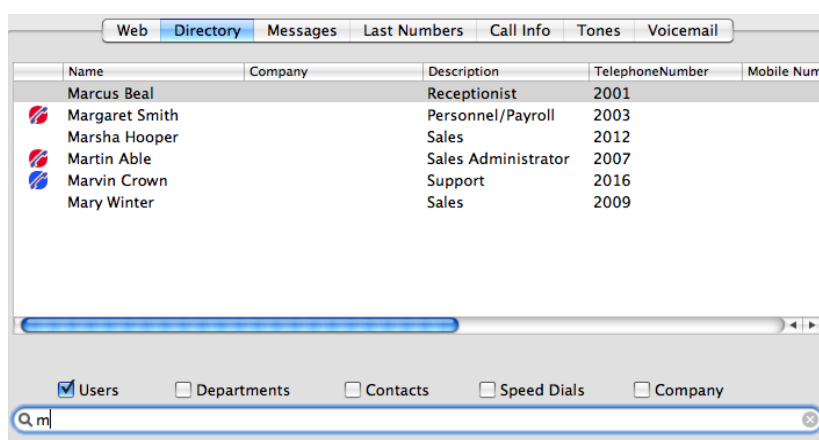 Web Directory Messages Last Numbers Call Info Tones Voicemail
Name Company Description TelephoneNumber Mobile Num
Marcus Beal Receptionist 2001
Margaret Smith Personnel/Payroll 2003
Marsha Hooper Sales 2012
Martin Able Sales Administrator 2007
Marvin Crown Support 2016
Mary Winter Sales 2009
Users Departments Contacts Speed Dials Company
m